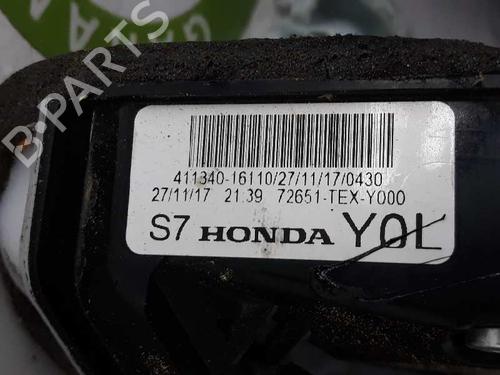 411340-16110/27/11/17/0430
27/11/17 21:39 72651-TEX-Y000
S7 HONDA Y0L
B-PARTS